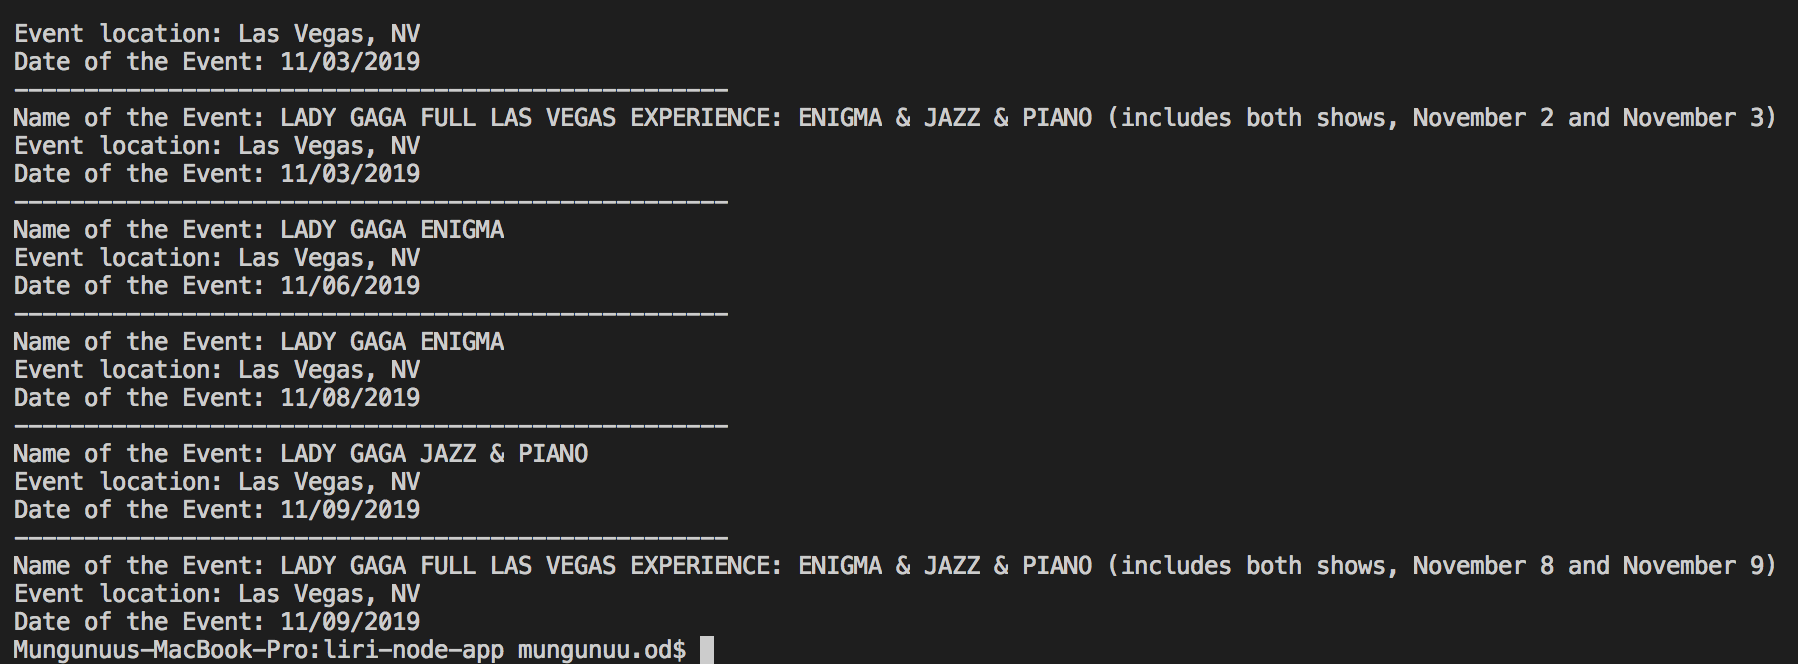 Event location: Las Vegas, NV
Date of the Event: 11/03/2019
---------------------------------------------------
Name of the Event: LADY GAGA FULL LAS VEGAS EXPERIENCE: ENIGMA & JAZZ & PIANO (includes both shows, November 2 and November 3)
Event location: Las Vegas, NV
Date of the Event: 11/03/2019
---------------------------------------------------
Name of the Event: LADY GAGA ENIGMA
Event location: Las Vegas, NV
Date of the Event: 11/06/2019
---------------------------------------------------
Name of the Event: LADY GAGA ENIGMA
Event location: Las Vegas, NV
Date of the Event: 11/08/2019
---------------------------------------------------
Name of the Event: LADY GAGA JAZZ & PIANO
Event location: Las Vegas, NV
Date of the Event: 11/09/2019
---------------------------------------------------
Name of the Event: LADY GAGA FULL LAS VEGAS EXPERIENCE: ENIGMA & JAZZ & PIANO (includes both shows, November 8 and November 9)
Event location: Las Vegas, NV
Date of the Event: 11/09/2019
Mungunuus-MacBook-Pro:liri-node-app mungunuu.od$